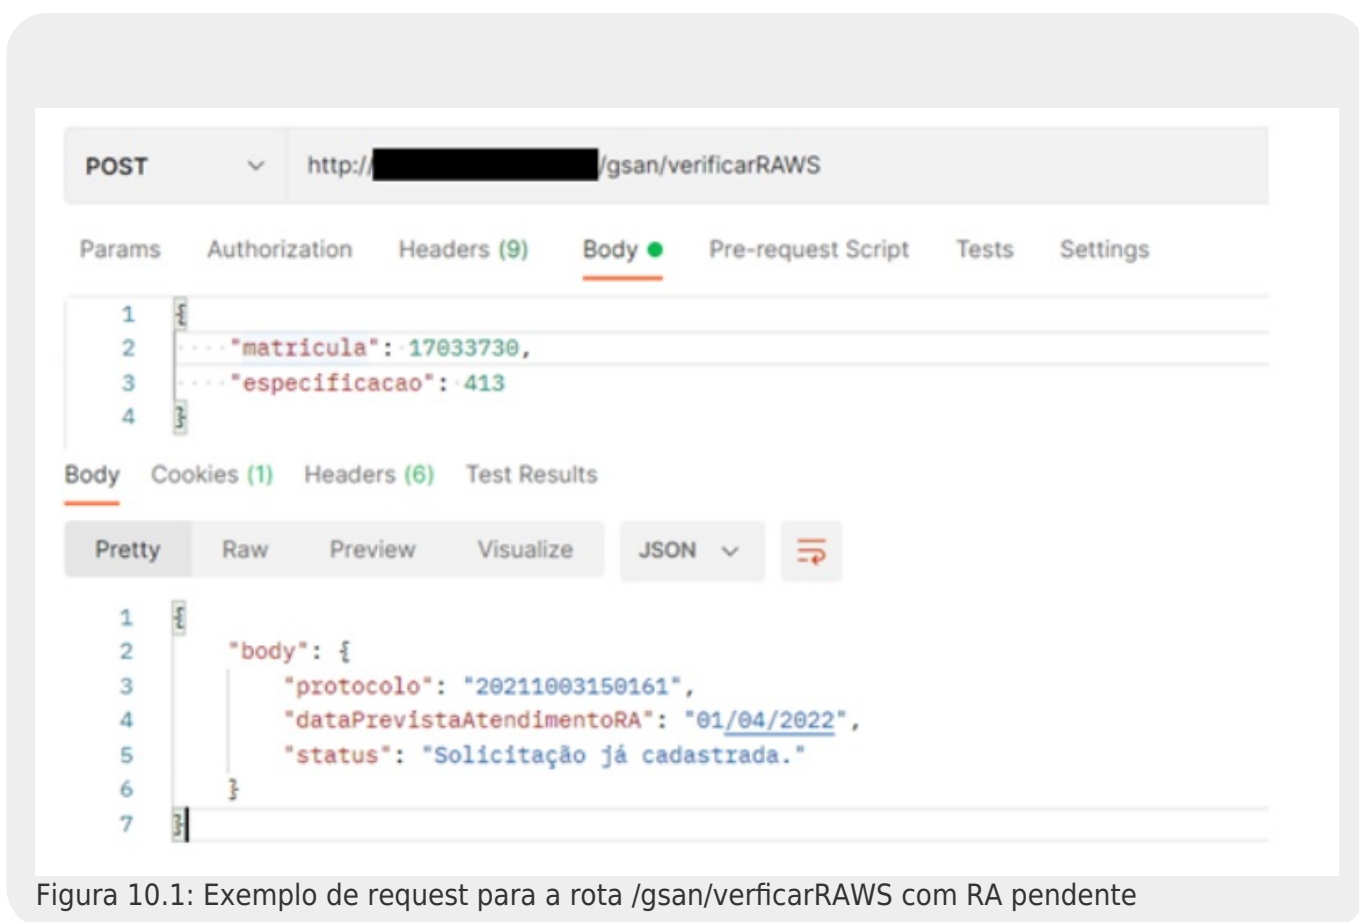 POST http:// /gsan/verificarRAWS
Params Authorization Headers (9) Body Pre-request Script Tests Settings
1 {
2 "matricula": 17033730,
3 "especificacao": 413
4 }
Body Cookies (1) Headers (6) Test Results
Pretty Raw Preview Visualize JSON
1 {
2 "body": {
3 "protocolo": "20211003150161",
4 "dataPrevistaAtendimentoRA": "01/04/2022",
5 "status": "Solicitação já cadastrada."
6 }
7 }
Figura 10.1: Exemplo de request para a rota /gsan/verficarRAWS com RA pendente